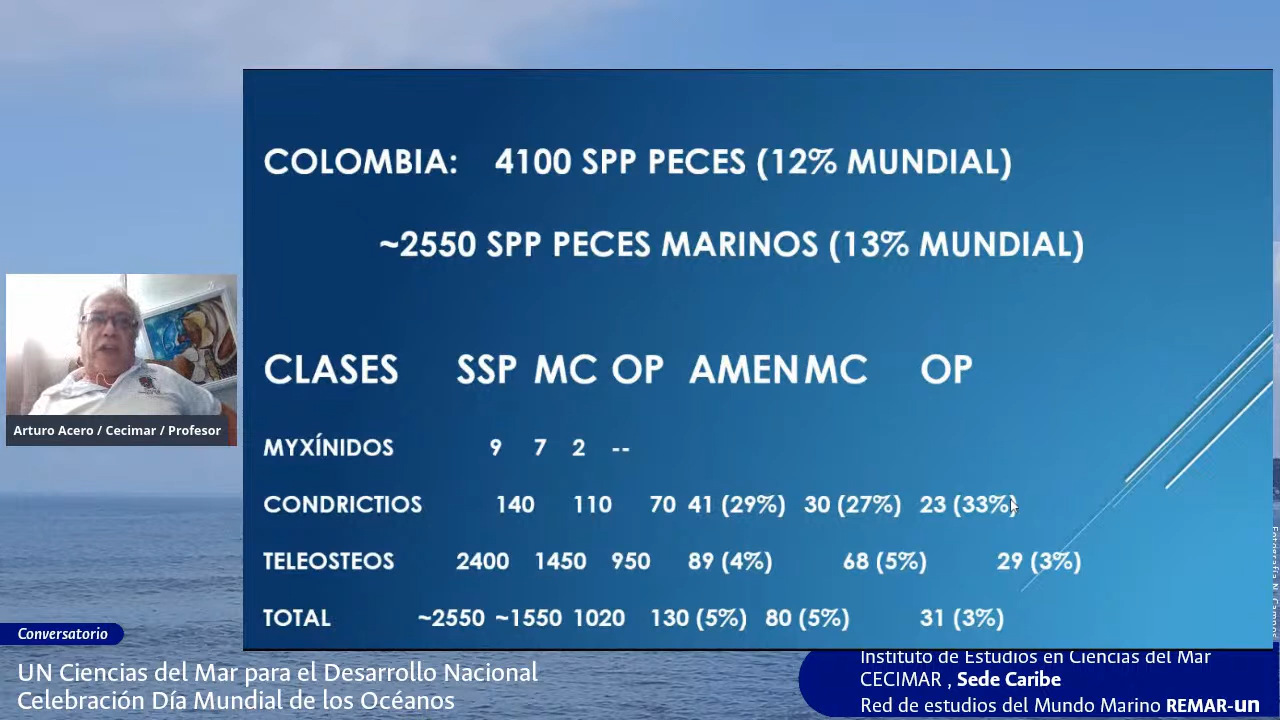 COLOMBIA: 4100 SPP PECES (12% MUNDIAL)
~2550 SPP PECES MARINOS (13% MUNDIAL)
CLASES SSP MC OP AMEN MC OP
MYXÍNIDOS 9 7 2 --
CONDRICTIOS 140 110 70 41 (29%) 30 (27%) 23 (33%)
TELEOSTEOS 2400 1450 950 89 (4%) 68 (5%) 29 (3%)
TOTAL ~2550 ~1550 1020 130 (5%) 80 (5%) 31 (3%)
Arturo Acero / Cecimar / Profesor
Conversatorio
UN Ciencias del Mar para el Desarrollo Nacional
Celebración Día Mundial de los Océanos
Instituto de Estudios en Ciencias del Mar
CECIMAR , Sede Caribe
Red de estudios del Mundo Marino REMAR-un